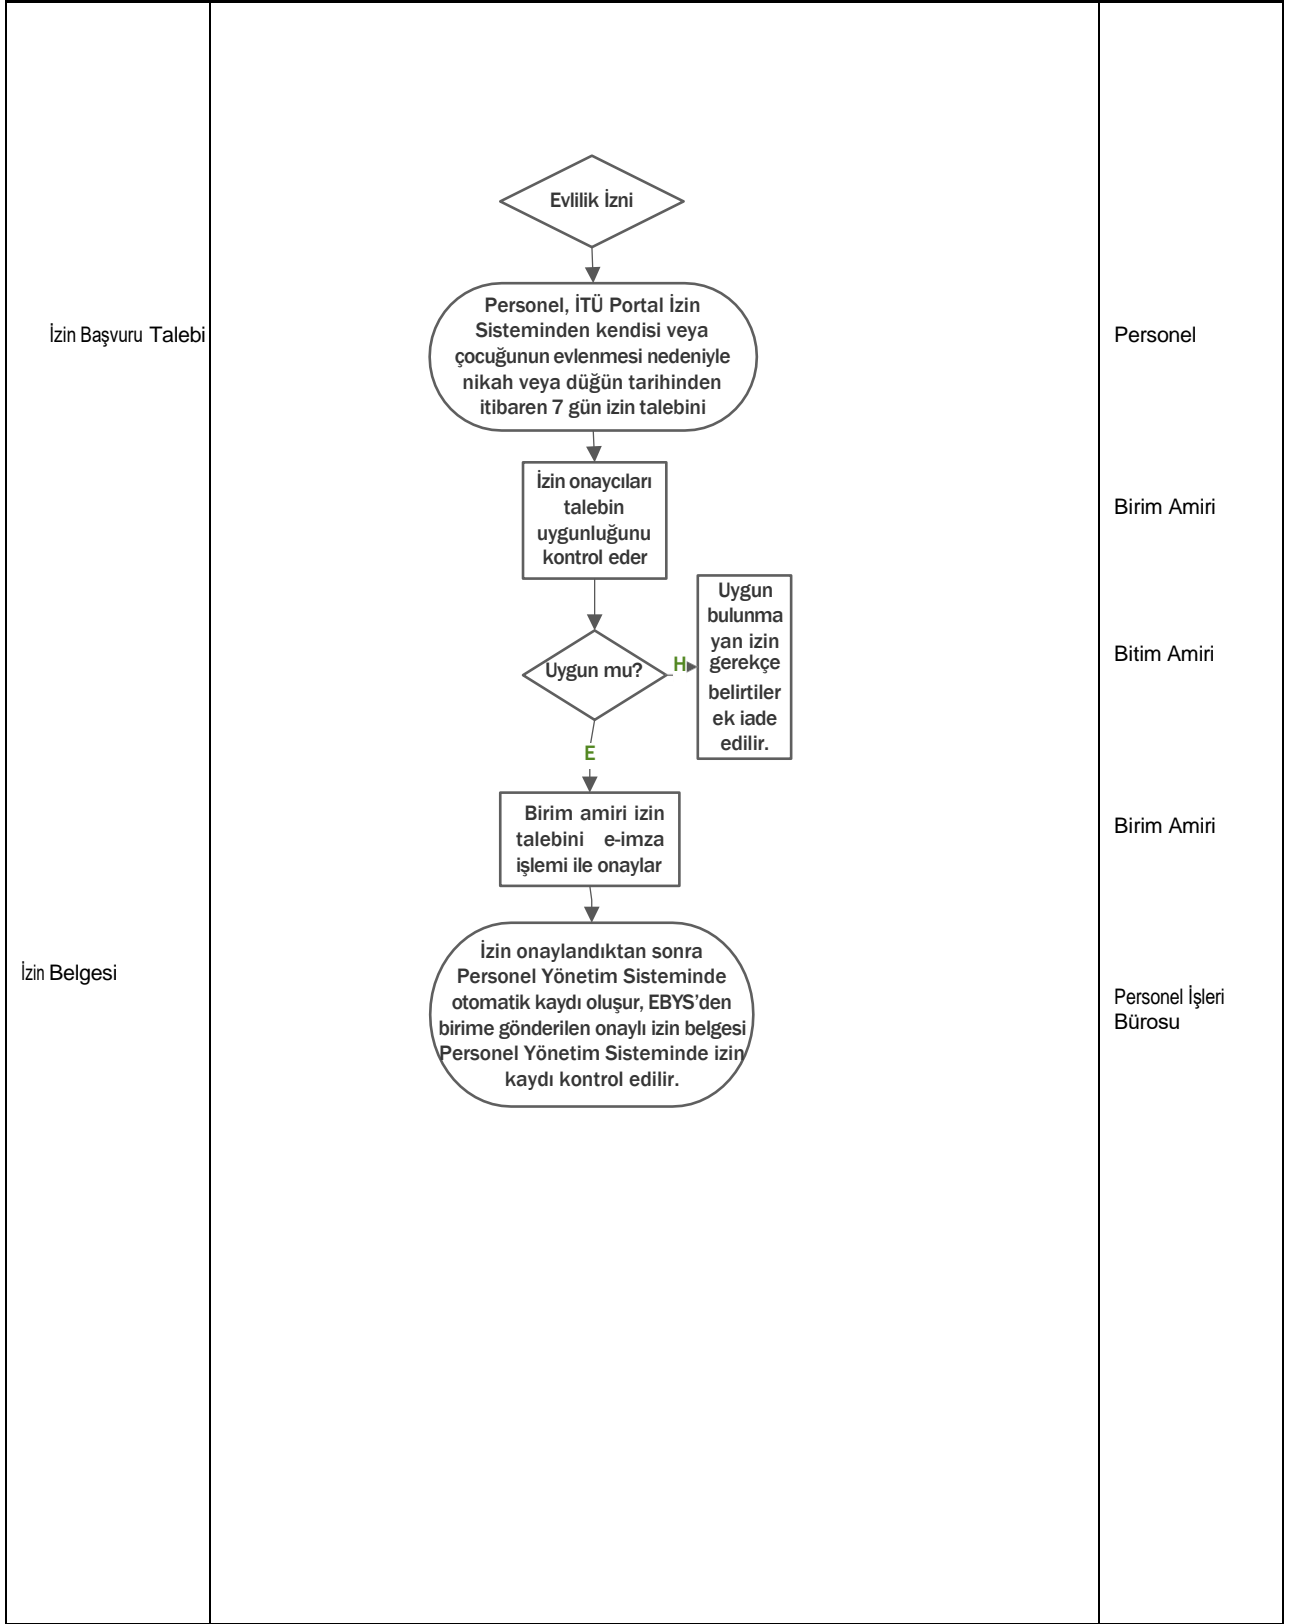 Evlilik İzni
İzin Başvuru Talebi
Personel, İTÜ Portal İzin
Sisteminden kendisi veya
çocuğunun evlenmesi nedeniyle
nikah veya düğün tarihinden
itibaren 7 gün izin talebini
Personel
İzin onaycıları
talebin
uygunluğunu
kontrol eder
Birim Amiri
Uygun mu?
H
Uygun
bulunma
yan izin
gerekçe
belirtiler
ek iade
edilir.
Bitim Amiri
E
Birim amiri izin
talebini e-imza
işlemi ile onaylar
Birim Amiri
İzin Belgesi
İzin onaylandıktan sonra
Personel Yönetim Sisteminde
otomatik kaydı oluşur, EBYS’den
birime gönderilen onaylı izin belgesi
Personel Yönetim Sisteminde izin
kaydı kontrol edilir.
Personel İşleri
Bürosu